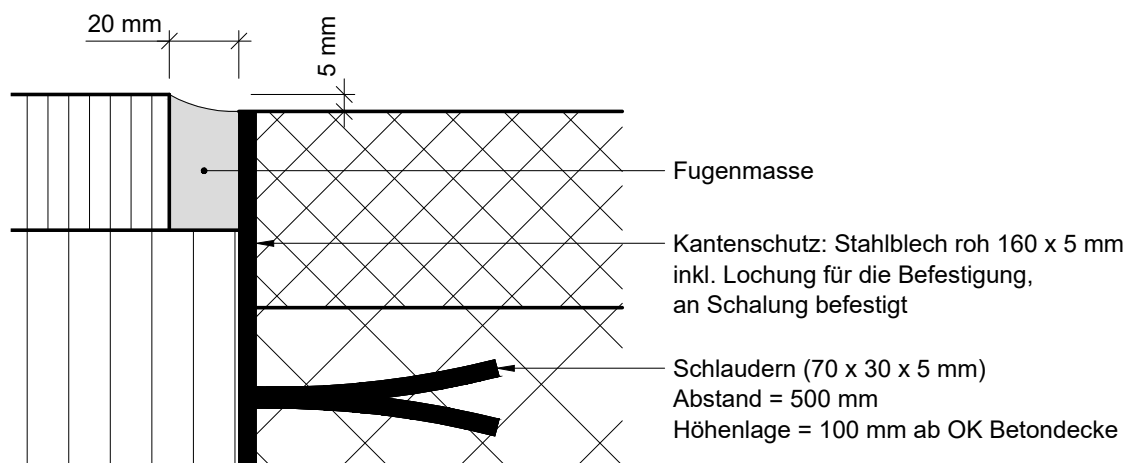 20 mm
5 mm
Fugenmasse
Kantenschutz: Stahlblech roh 160 x 5 mm
inkl. Lochung für die Befestigung,
an Schalung befestigt
Schlaudern (70 x 30 x 5 mm)
Abstand = 500 mm
Höhenlage = 100 mm ab OK Betondecke